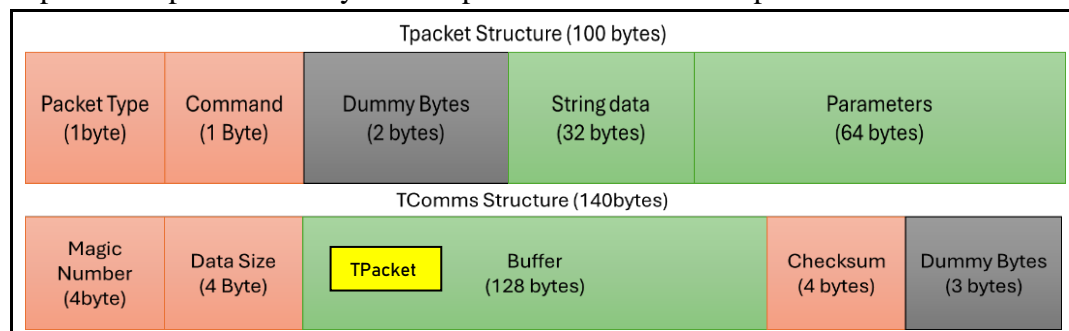 Tpacket Structure (100 bytes)
Packet Type
(1byte)
Command
(1 Byte)
Dummy Bytes
(2 bytes)
String data
(32 bytes)
Parameters
(64 bytes)
TComms Structure (140bytes)
Magic
Number
(4byte)
Data Size
(4 Byte)
TPacket
Buffer
(128 bytes)
Checksum
(4 bytes)
Dummy Bytes
(3 bytes)